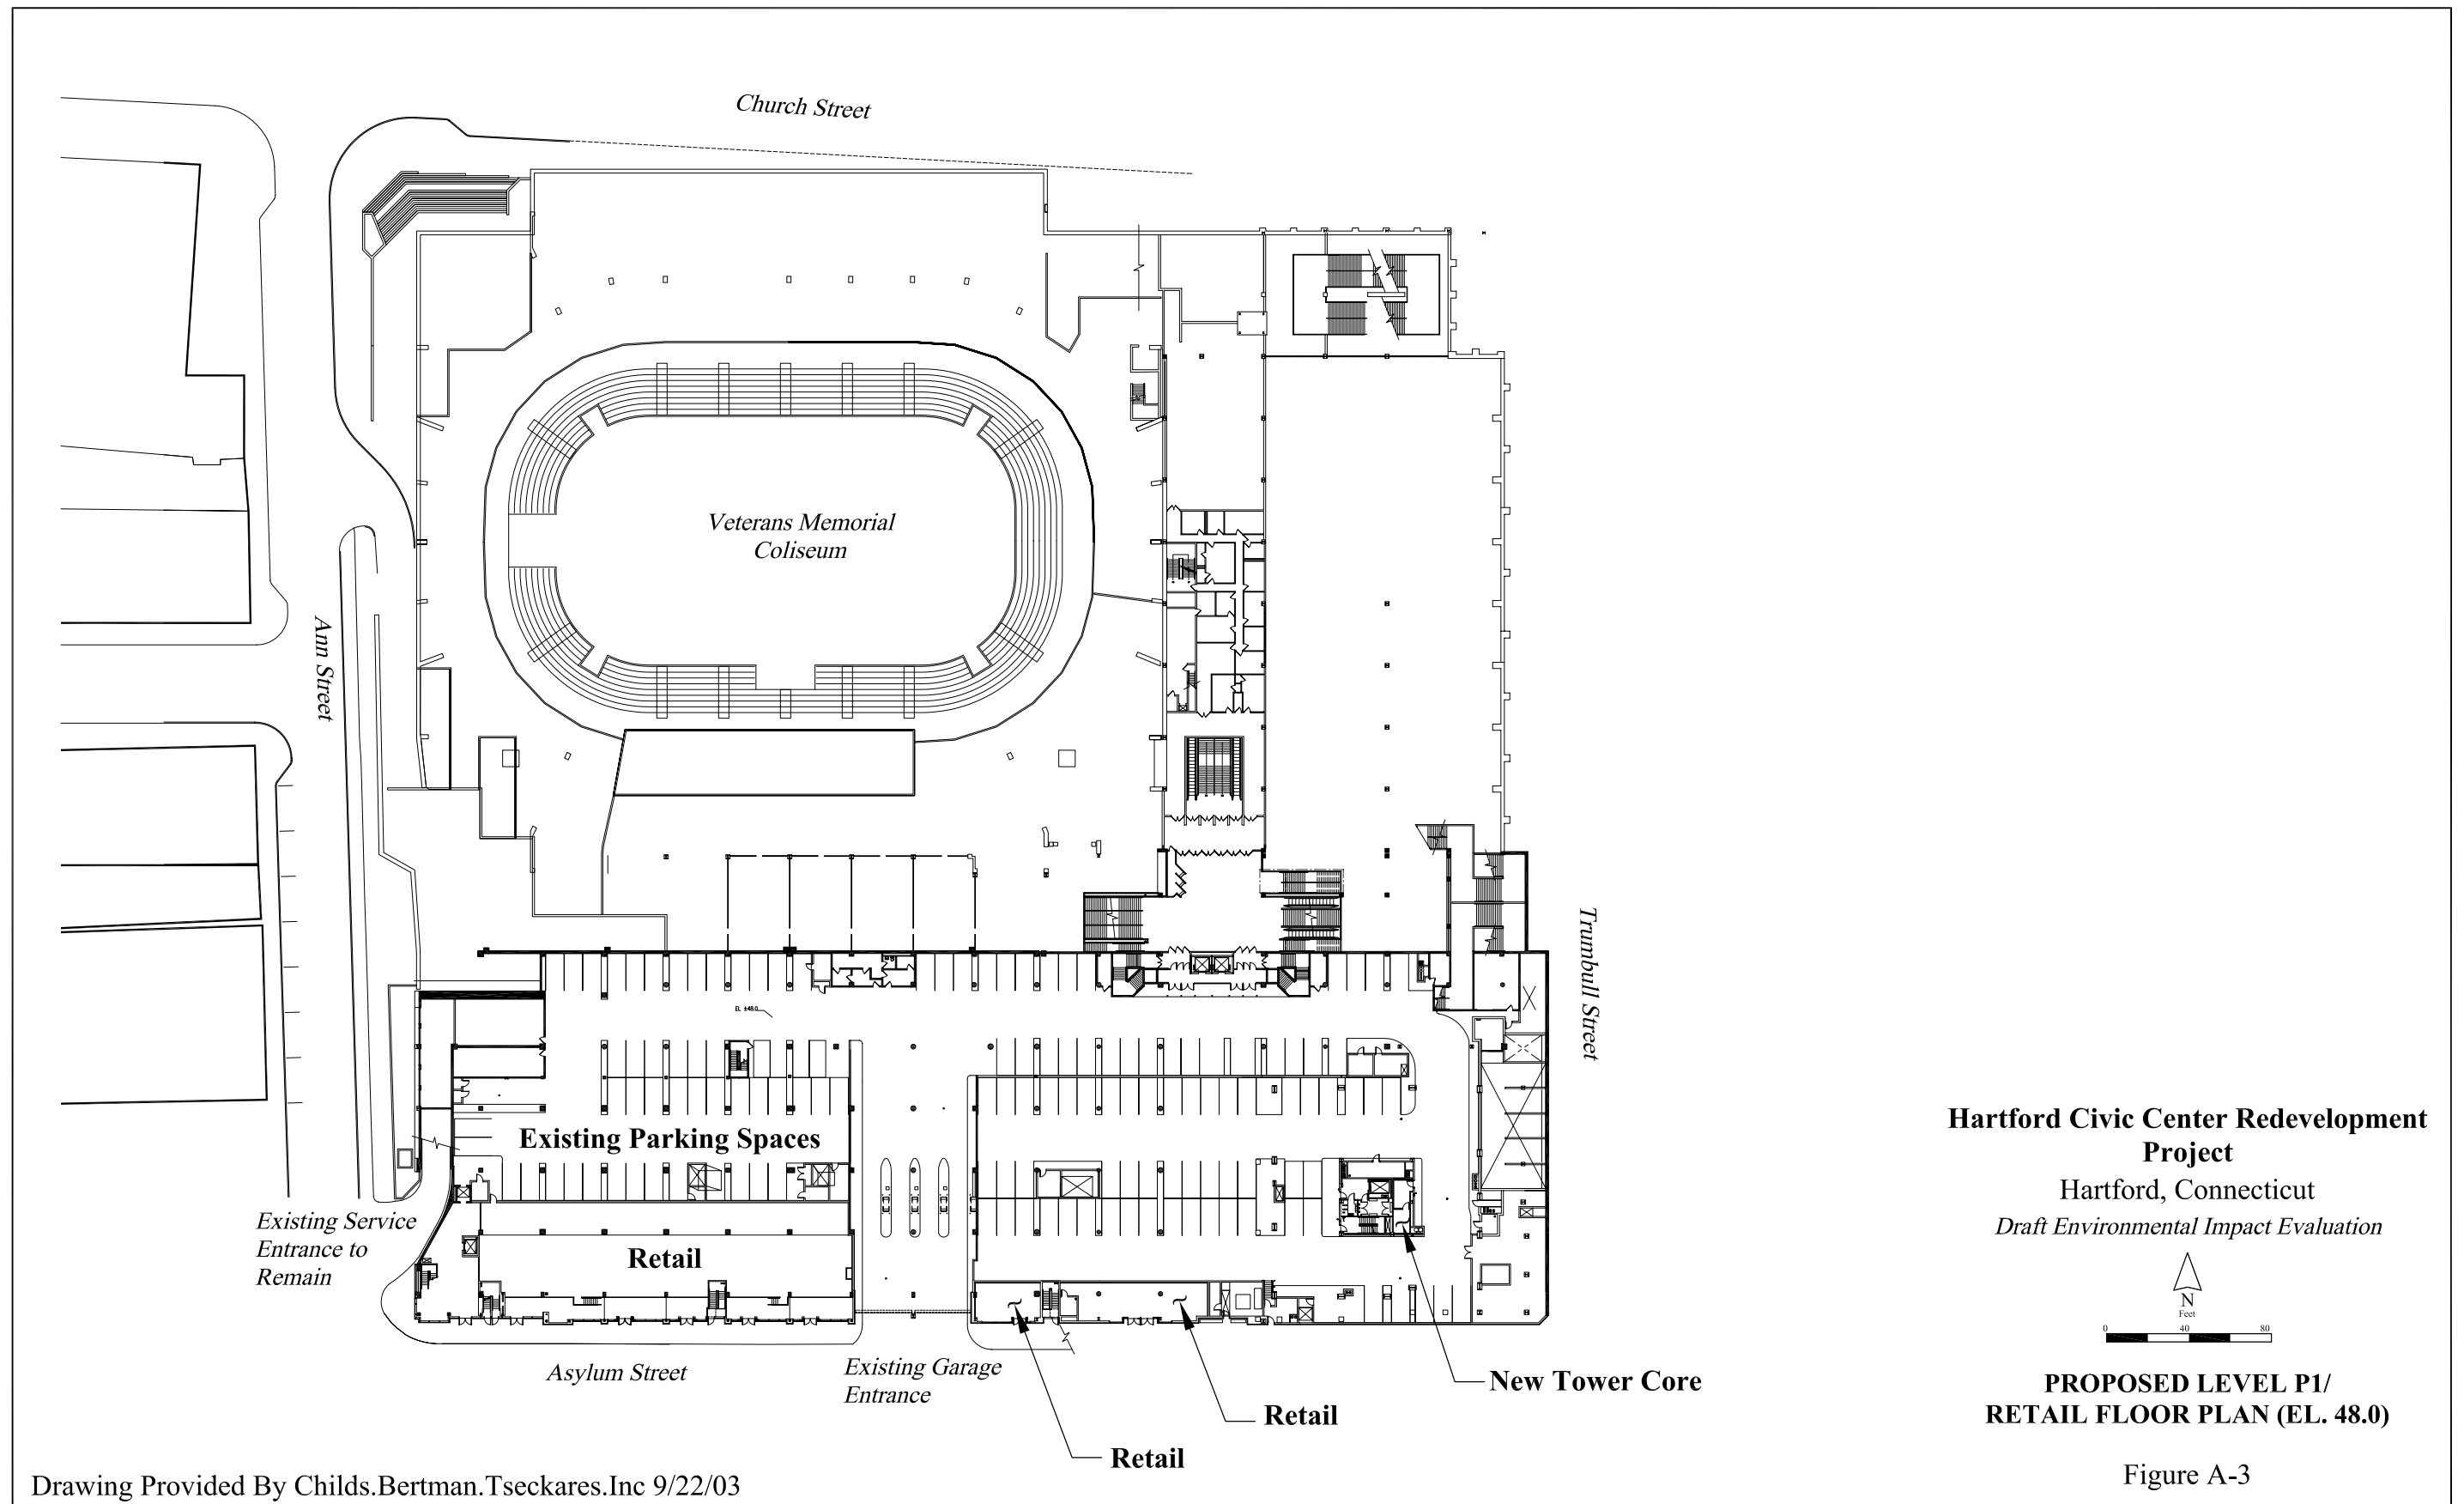 Church Street
Veterans Memorial
Coliseum
Ann Street
Trumbull Street
EL ±48.0
Existing Parking Spaces
Existing Service
Entrance to
Remain
Retail
Asylum Street
Existing Garage
Entrance
New Tower Core
Retail
Retail
Hartford Civic Center Redevelopment
Project
Hartford, Connecticut
Draft Environmental Impact Evaluation
N
Feet
0 40 80
PROPOSED LEVEL P1/
RETAIL FLOOR PLAN (EL. 48.0)
Figure A-3
Drawing Provided By Childs.Bertman.Tseckares.Inc 9/22/03